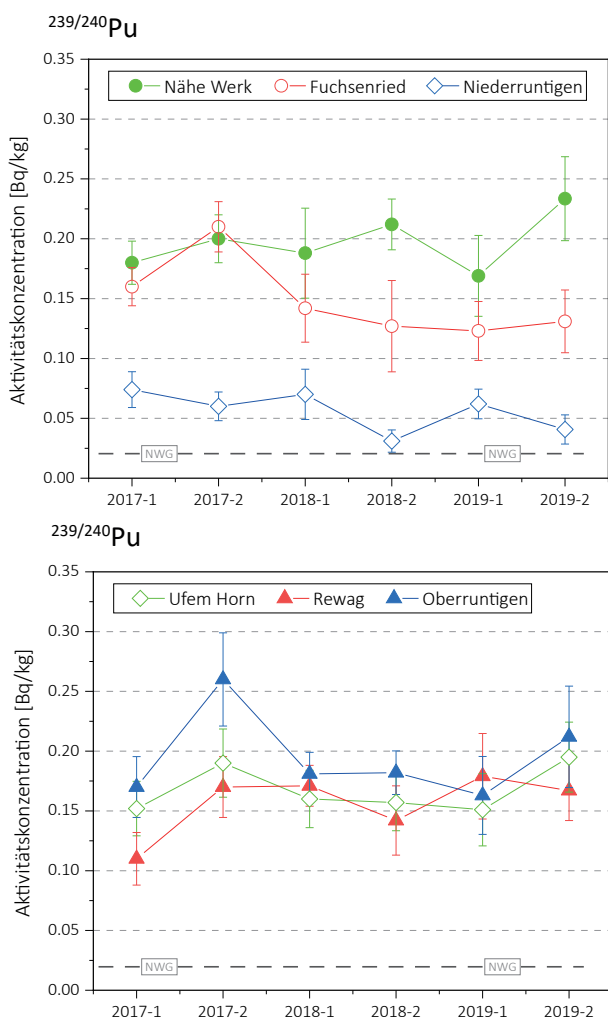 239/240Pu
Aktivitätskonzentration [Bq/kg]
0.35
Nähe Werk Fuchsenried Niederruntigen
0.30
0.25
0.20
0.15
0.10
0.05
NWG NWG
0.00
2017-1 2017-2 2018-1 2018-2 2019-1 2019-2
239/240Pu
Aktivitätskonzentration [Bq/kg]
0.35
Ufem Horn Rewag Oberruntigen
0.30
0.25
0.20
0.15
0.10
0.05
NWG NWG
0.00
2017-1 2017-2 2018-1 2018-2 2019-1 2019-2